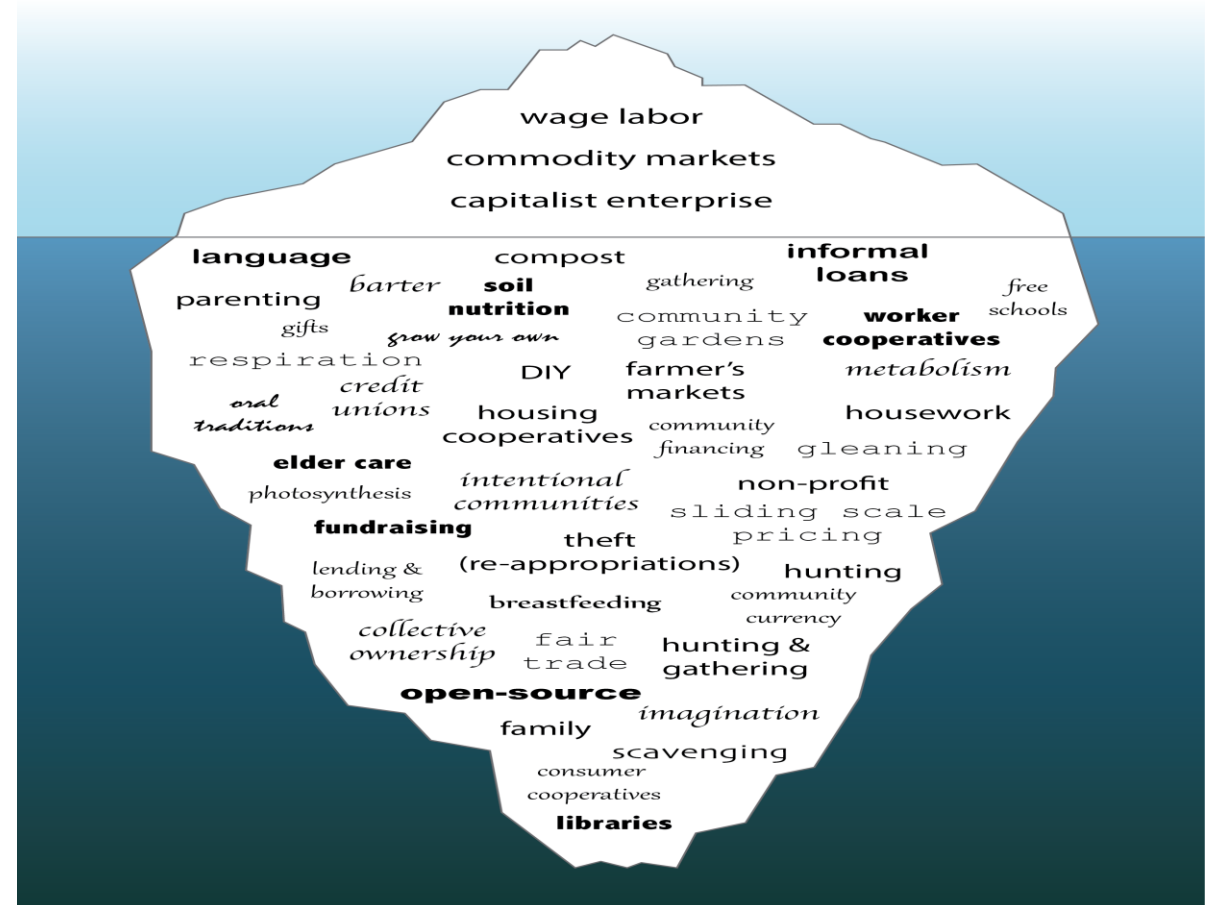 wage labor
commodity markets
capitalist enterprise
language
compost
informal
loans
parenting
barter
soil
nutrition
gathering
free
schools
gifts
grow your own
community
gardens
worker
cooperatives
respiration
credit
unions
DIY
farmer's
markets
metabolism
oral
traditions
housing
cooperatives
community
financing
housework
gleaning
elder care
photosynthesis
intentional
communities
non-profit
sliding scale
pricing
fundraising
theft
(re-appropriations)
hunting
lending &
borrowing
breastfeeding
community
currency
collective
ownership
fair
trade
hunting &
gathering
open-source
imagination
family
scavenging
consumer
cooperatives
libraries